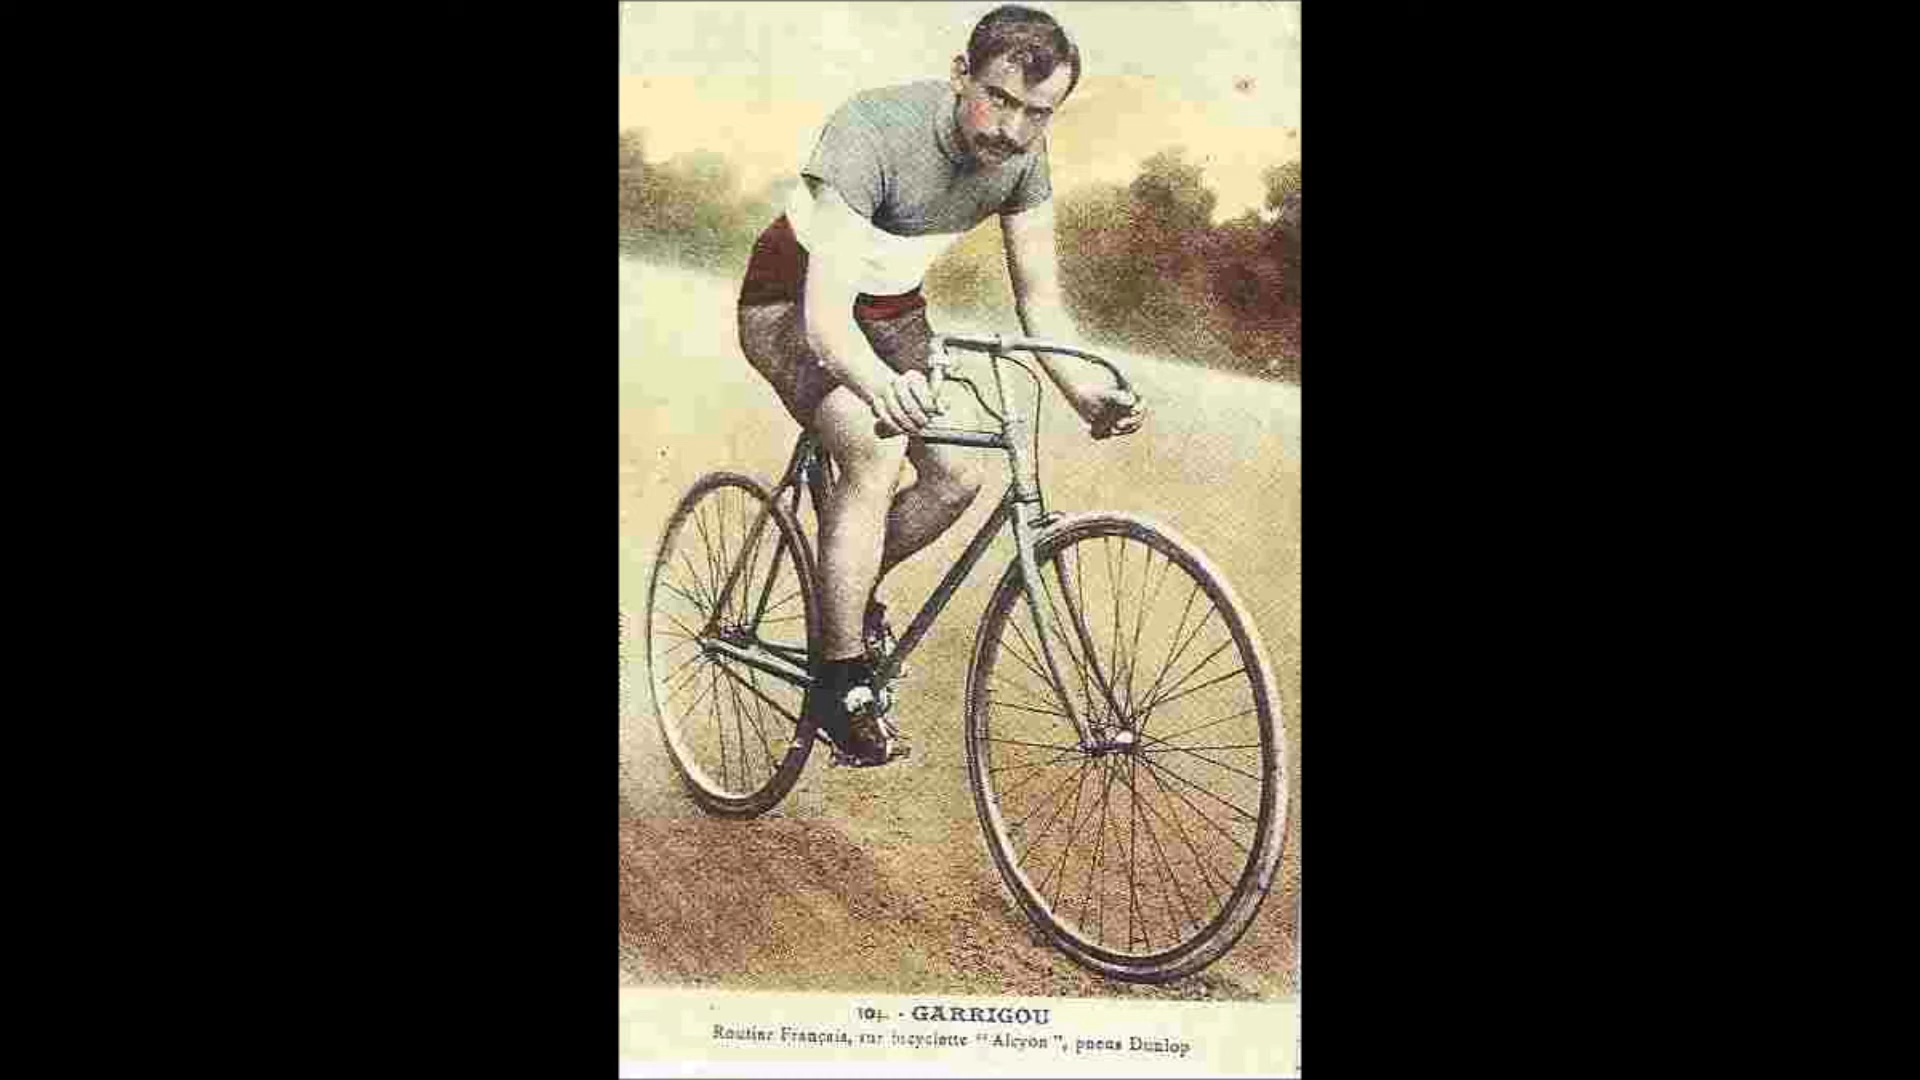 - GARRIGOU
Routier Français, sur bicyclette "Alcyon", pneus Dunlop